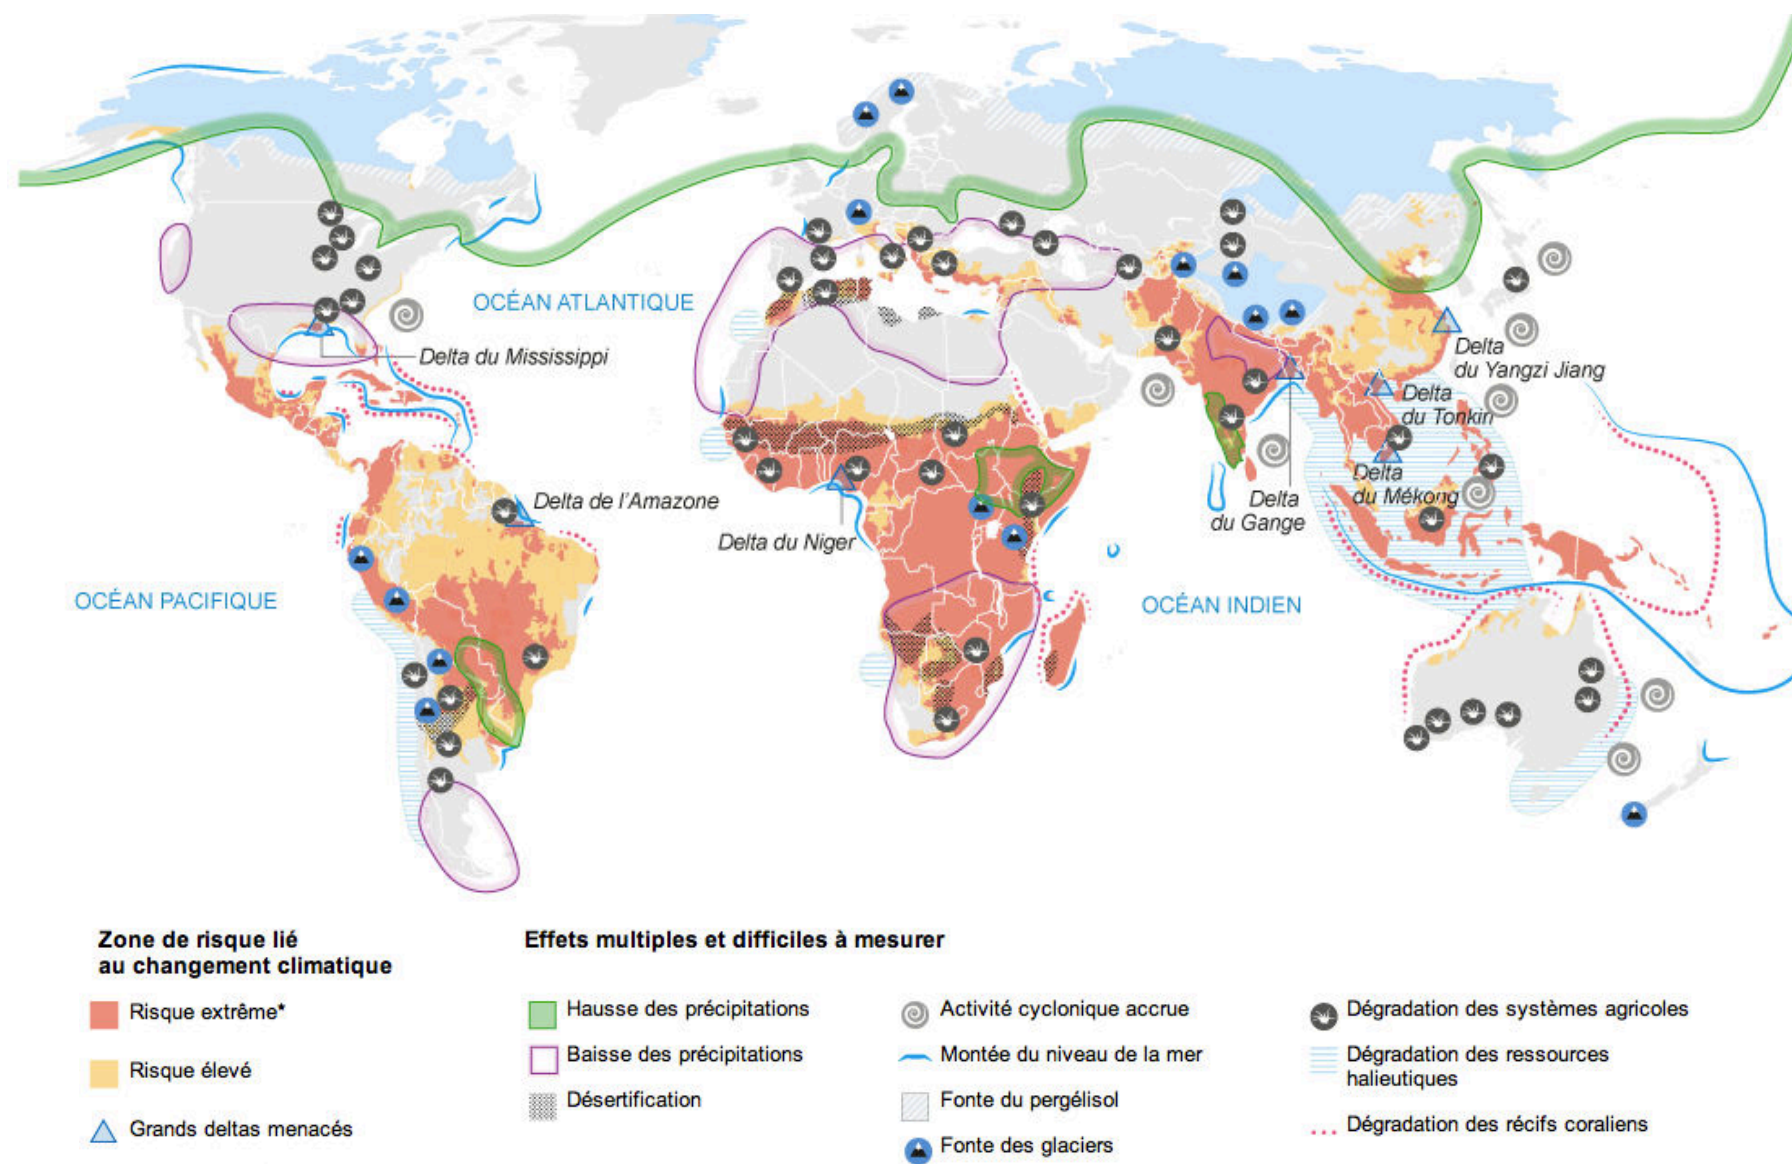 OCÉAN ATLANTIQUE
Delta du Mississippi
Delta
du Yangzi Jiang
Delta
du Tonkin
Delta de l'Amazone
Delta du Niger
Delta
du Gange
Delta
du Mékong
OCÉAN PACIFIQUE
OCÉAN INDIEN
Zone de risque lié
au changement climatique
Risque extrême*
Risque élevé
Grands deltas menacés
Effets multiples et difficiles à mesurer
Hausse des précipitations
Baisse des précipitations
Désertification
Activité cyclonique accrue
Montée du niveau de la mer
Fonte du pergélisol
Fonte des glaciers
Dégradation des systèmes agricoles
Dégradation des ressources
halieutiques
Dégradation des récifs coraliens